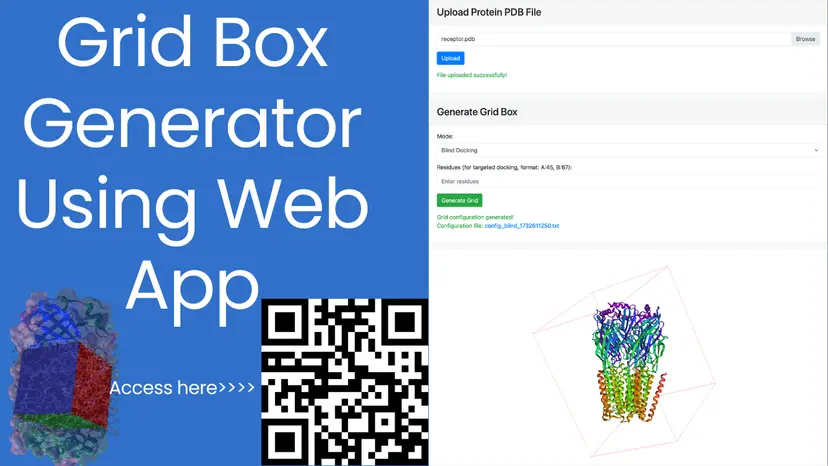 Grid Box
Generator
Using Web
App
Access here>>>>
Upload Protein PDB File
receptor.pdb
Browse
Upload
File uploaded successfully!
Generate Grid Box
Mode:
Blind Docking
Residues (for targeted docking, format: A:45, B:67):
Enter residues
Generate Grid
Grid configuration generated!
Configuration file: config_blind_1732611250.txt